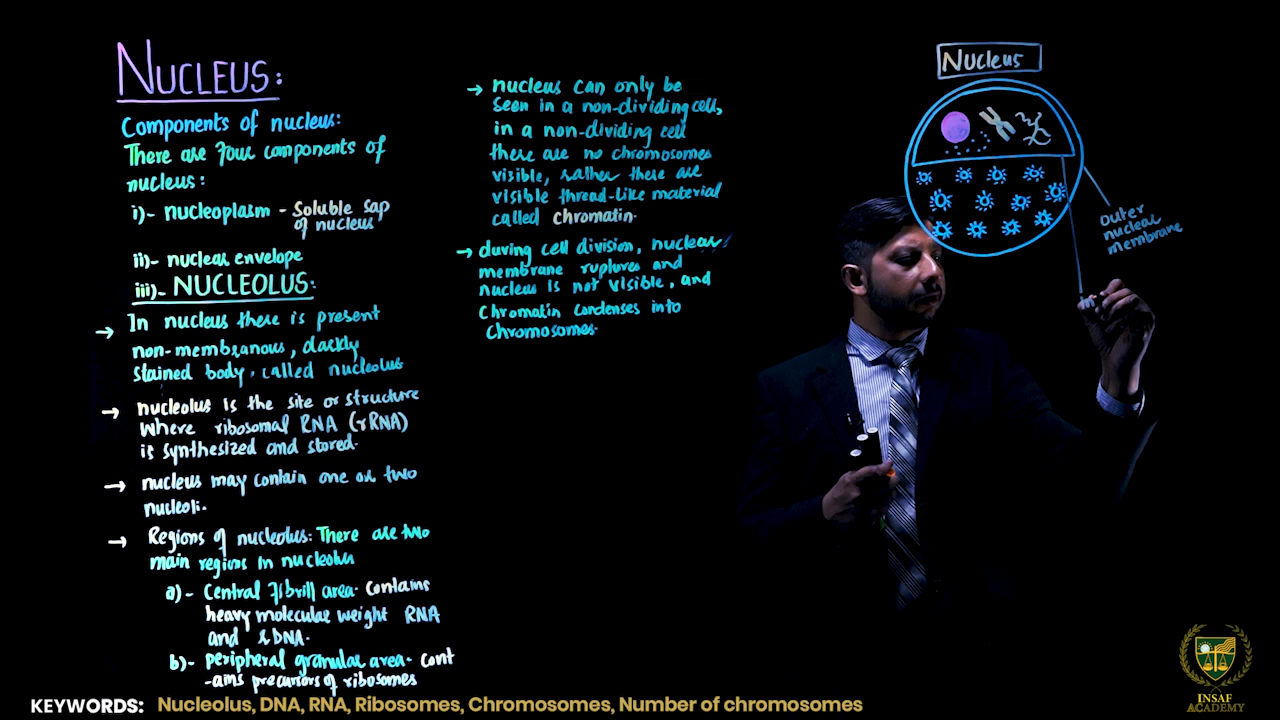 NUCLEUS:
Components of nucleus:
There are four components of
nucleus:
i)- nucleoplasm - Soluble sap
of nucleus
ii)- nuclear envelope
iii)- NUCLEOLUS:
→ In nucleus there is present
non-membranous, darkly
stained body, called nucleolus
→ nucleolus is the site or structure
where ribosomal RNA (rRNA)
is synthesized and stored.
→ nucleus may contain one or two
nucleoli.
→ Regions of nucleolus: There are two
main regions in nucleolus
a)- Central fibrill area. Contains
heavy molecular weight RNA
and rDNA.
b)- peripheral granular area- cont
-ains precursors of ribosomes
→ nucleus can only be
seen in a non-dividing cell,
in a non-dividing cell
there are no chromosomes
visible, rather there are
visible thread-like material
called chromatin.
→ during cell division, nuclear
membrane ruptures and
nucleus is not visible, and
Chromatin condenses into
Chromosomes.
Nucleus
outer
nuclear
membrane
KEYWORDS: Nucleolus, DNA, RNA, Ribosomes, Chromosomes, Number of chromosomes
INSAF
ACADEMY